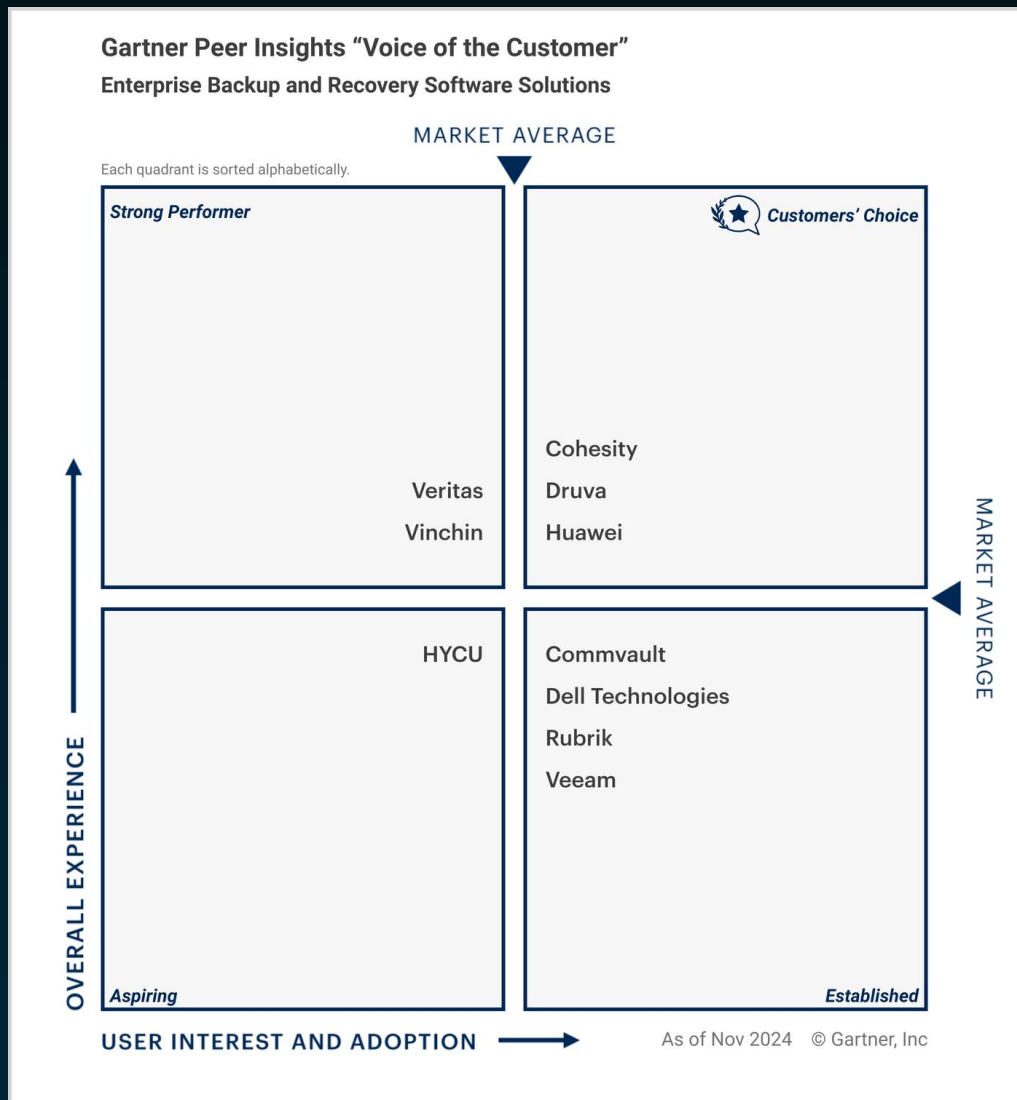 Gartner Peer Insights “Voice of the Customer”
Enterprise Backup and Recovery Software Solutions
MARKET AVERAGE
Each quadrant is sorted alphabetically.
Strong Performer
Veritas
Vinchin
Customers’ Choice
Cohesity
Druva
Huawei
MARKET AVERAGE
OVERALL EXPERIENCE
HYCU
Aspiring
Commvault
Dell Technologies
Rubrik
Veeam
Established
USER INTEREST AND ADOPTION
As of Nov 2024 © Gartner, Inc